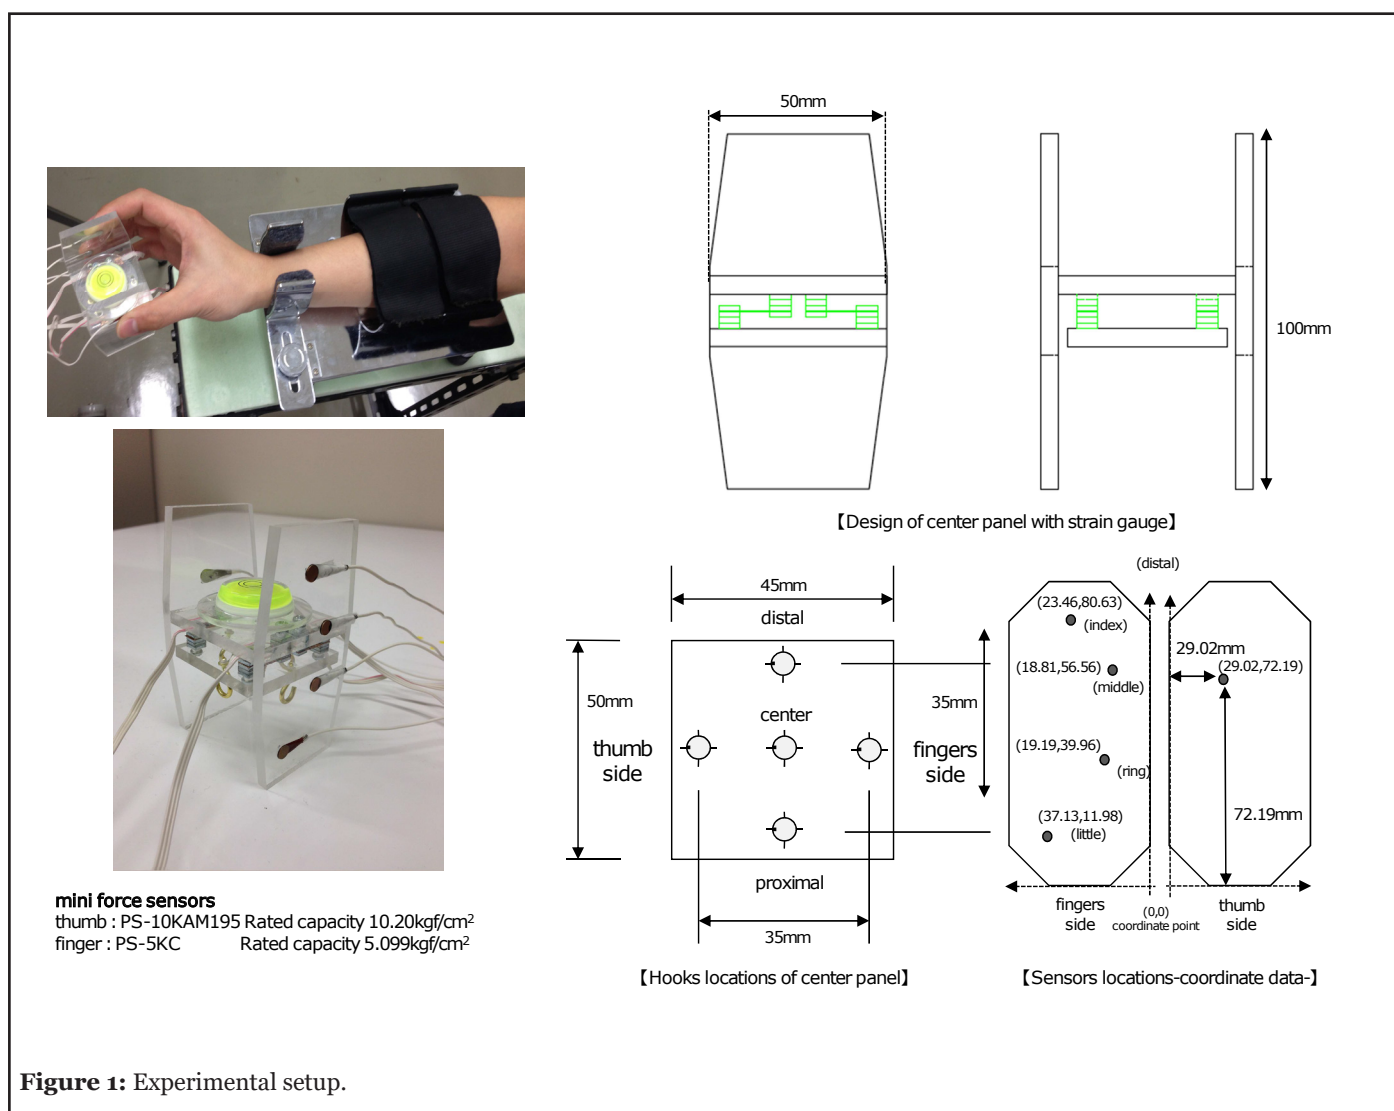 50mm
100mm
【Design of center panel with strain gauge】
mini force sensors
thumb : PS-10KAM195 Rated capacity 10.20kgf/cm²
finger : PS-5KC Rated capacity 5.099kgf/cm²
45mm
distal
50mm
35mm
center
thumb side
fingers side
proximal
35mm
【Hooks locations of center panel】
(distal)
(23.46,80.63)
(index)
29.02mm
(18.81,56.56)
(29.02,72.19)
(middle)
(19.19,39.96)
(ring)
72.19mm
(37.13,11.98)
(little)
fingers side
(0,0)
coordinate point
thumb side
【Sensors locations-coordinate data-】
Figure 1: Experimental setup.